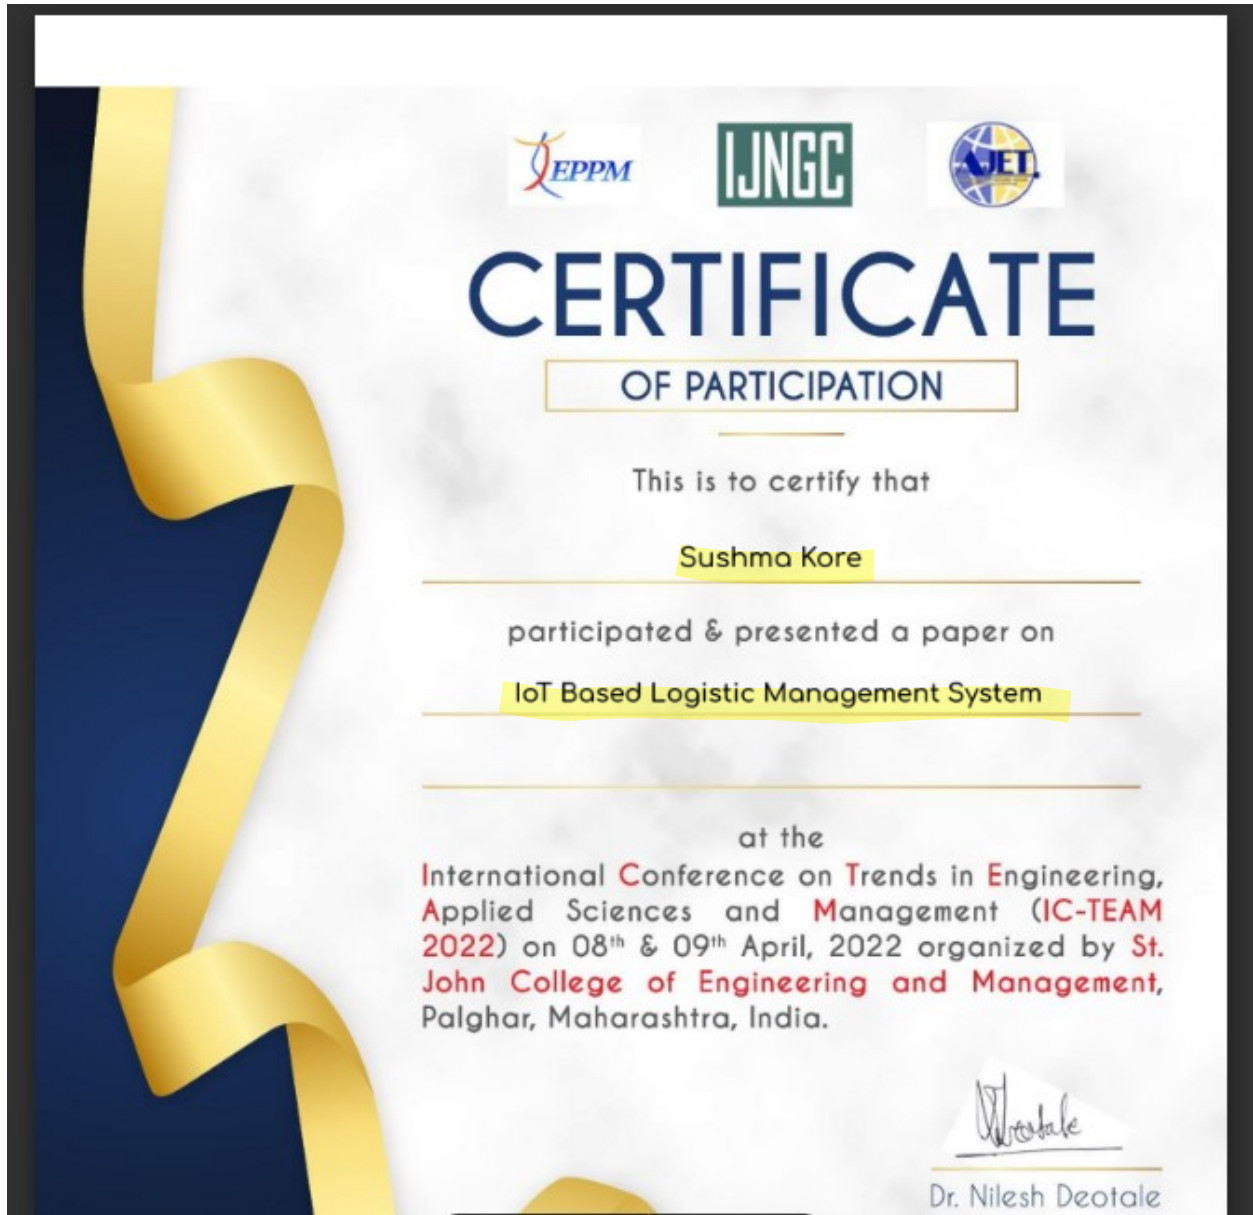 EPPM
IJNGC
AJET
CERTIFICATE
OF PARTICIPATION
This is to certify that
Sushma Kore
participated & presented a paper on
IoT Based Logistic Management System
at the
International Conference on Trends in Engineering,
Applied Sciences and Management (IC-TEAM
2022) on 08th & 09th April, 2022 organized by St.
John College of Engineering and Management,
Palghar, Maharashtra, India.
Deotale
Dr. Nilesh Deotale